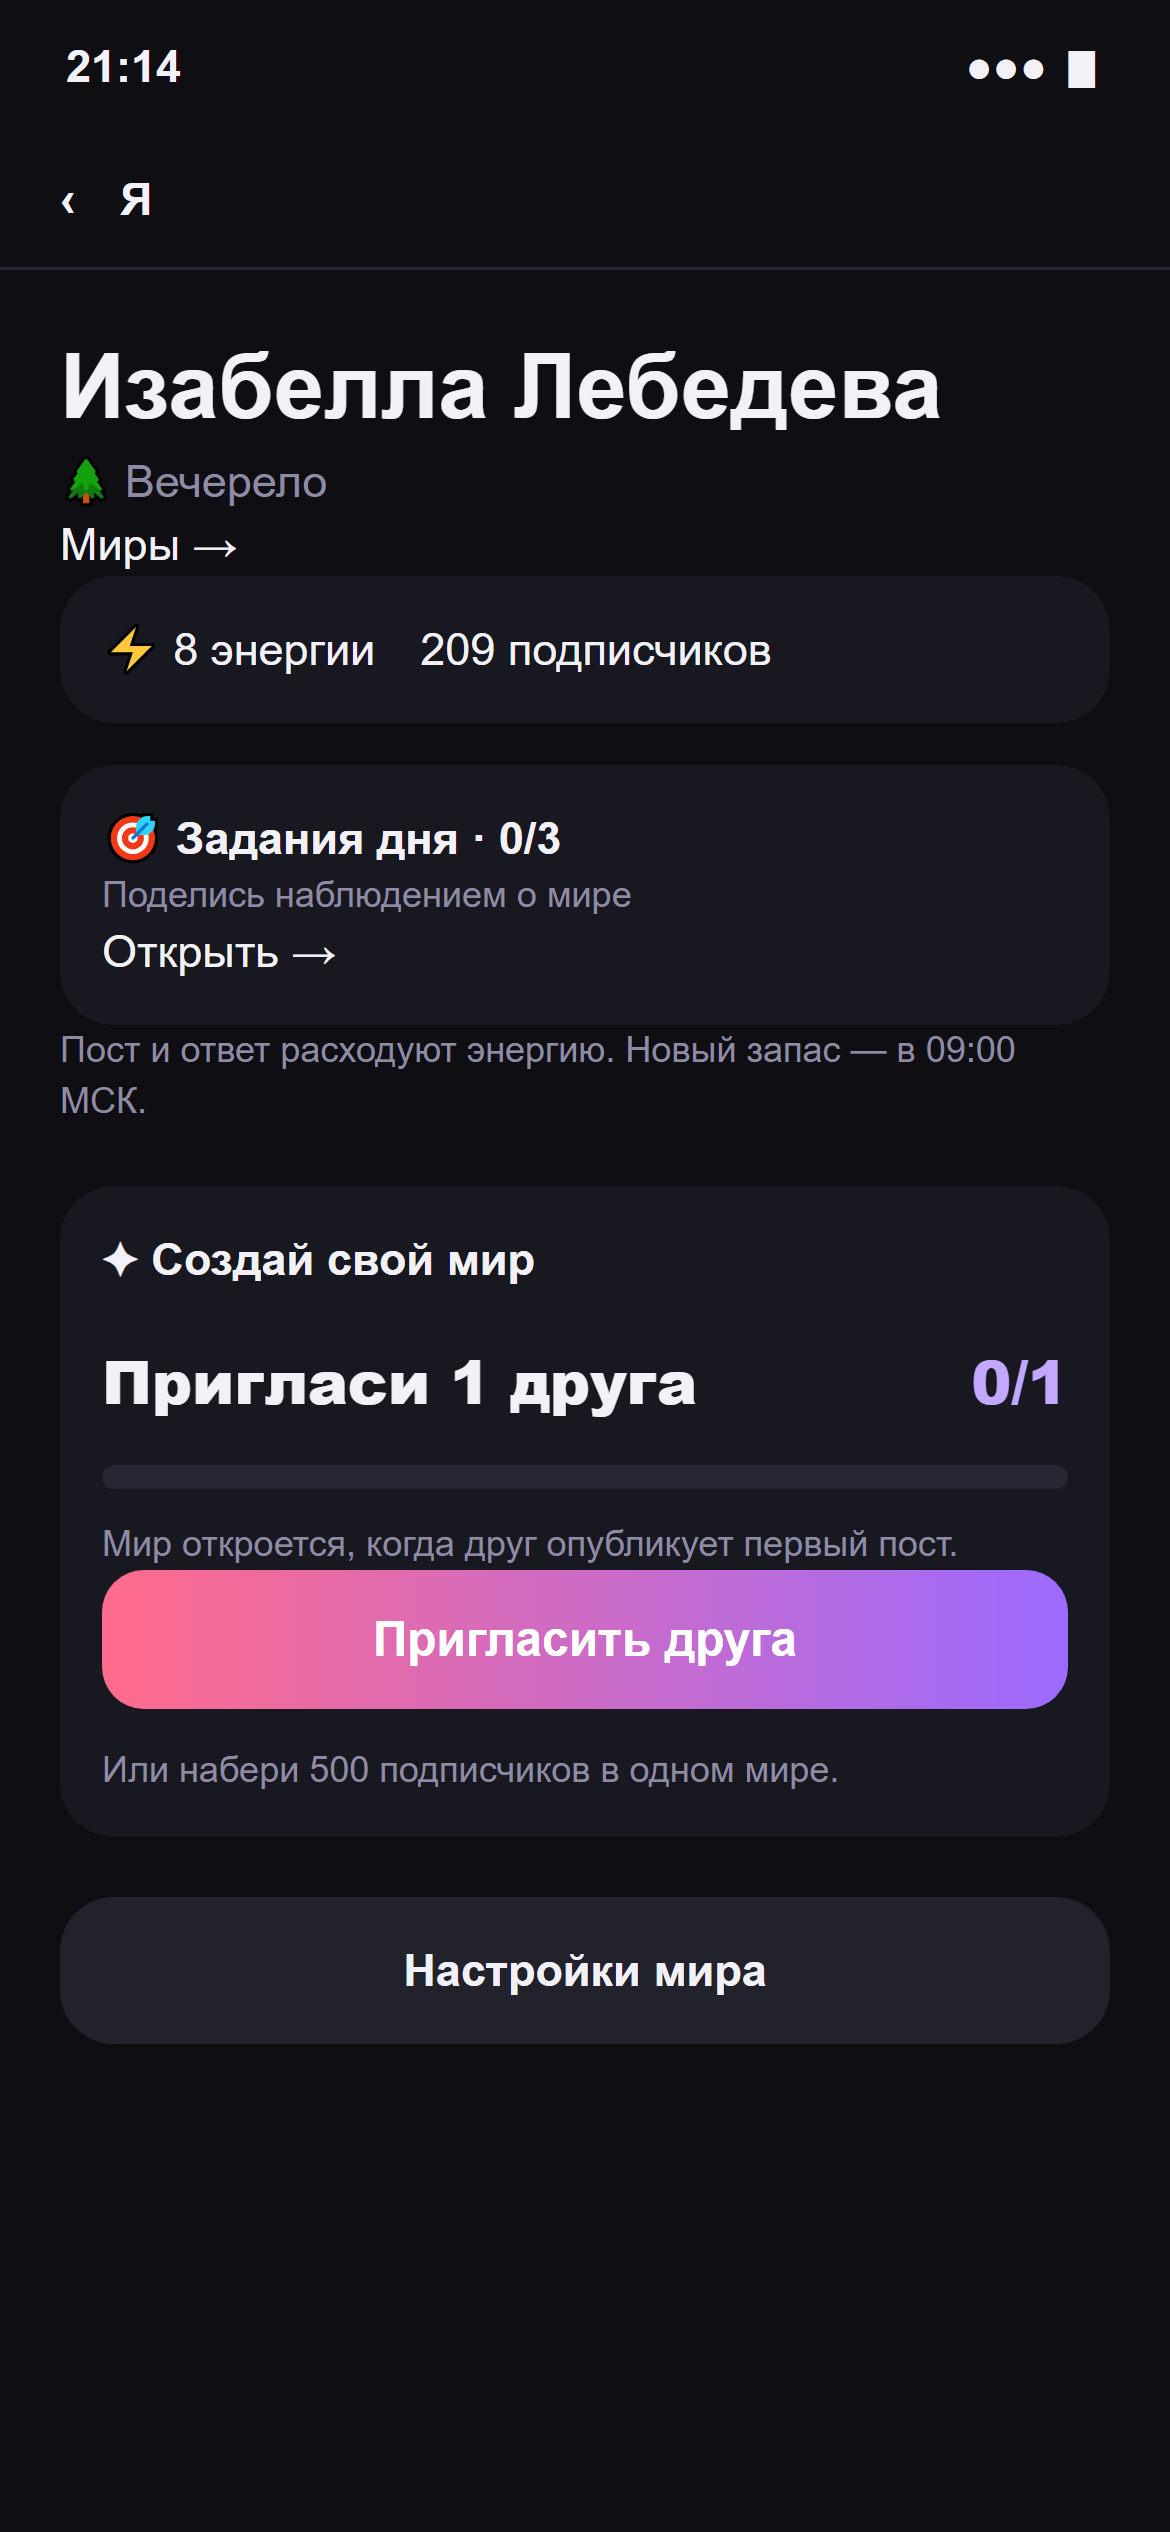 21:14
‹ Я
Изабелла Лебедева
🌲 Вечерело
Миры →
⚡ 8 энергии 209 подписчиков
🎯 Задания дня · 0/3
Поделись наблюдением о мире
Открыть →
Пост и ответ расходуют энергию. Новый запас — в 09:00
МСК.
✦ Создай свой мир
Пригласи 1 друга 0/1
Мир откроется, когда друг опубликует первый пост.
Пригласить друга
Или набери 500 подписчиков в одном мире.
Настройки мира